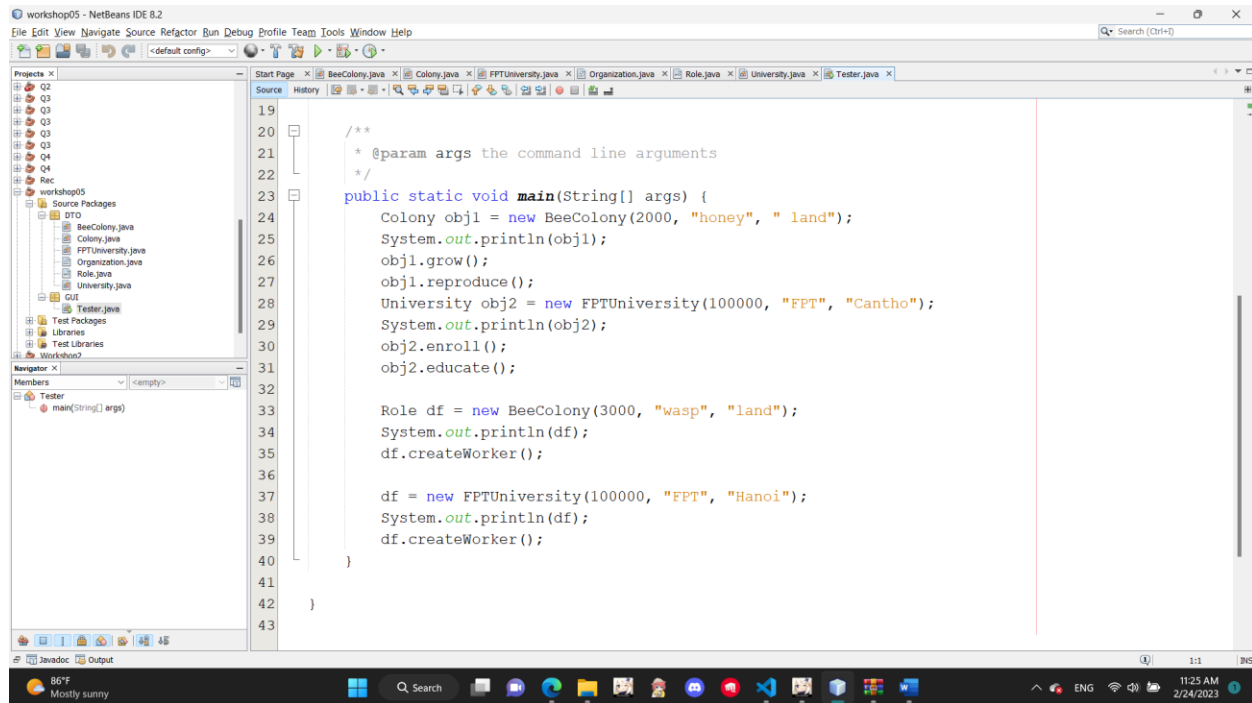 workshop05 - NetBeans IDE 8.2
File Edit View Navigate Source Refactor Run Debug Profile Team Tools Window Help
Search (Ctrl+I)
<default config>
Projects
Start Page BeeColony.java Colony.java FPTUniversity.java Organization.java Role.java University.java Tester.java
Source History
Q2
Q3
Q3
Q3
Q3
Q3
Q4
Q4
Rec
workshop05
Source Packages
DTO
BeeColony.java
Colony.java
FPTUniversity.java
Organization.java
Role.java
University.java
GUI
Tester.java
Test Packages
Libraries
Test Libraries
Workshop2
Navigator
Members <empty>
Tester
main(String[] args)
19
20 /**
21 * @param args the command line arguments
22 */
23 public static void main(String[] args) {
24 Colony obj1 = new BeeColony(2000, "honey", " land");
25 System.out.println(obj1);
26 obj1.grow();
27 obj1.reproduce();
28 University obj2 = new FPTUniversity(100000, "FPT", "Cantho");
29 System.out.println(obj2);
30 obj2.enroll();
31 obj2.educate();
32
33 Role df = new BeeColony(3000, "wasp", "land");
34 System.out.println(df);
35 df.createWorker();
36
37 df = new FPTUniversity(100000, "FPT", "Hanoi");
38 System.out.println(df);
39 df.createWorker();
40 }
41
42 }
43
Javadoc Output
1:1 INS
86°F
Mostly sunny
Search
ENG
11:25 AM
2/24/2023